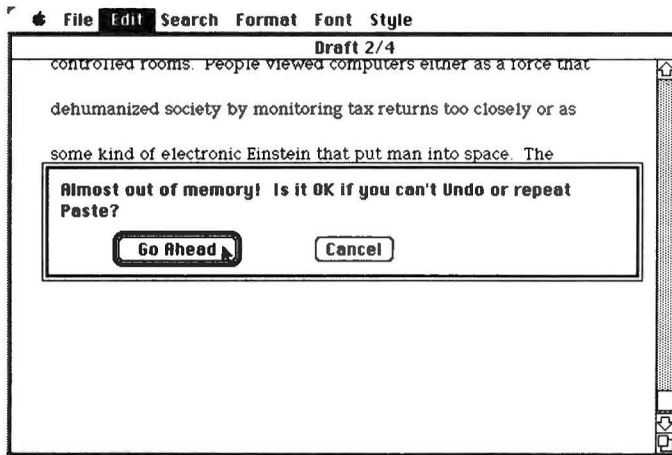 File Edit Search Format Font Style
Draft 2/4
controlled rooms. People viewed computers either as a force that
dehumanized society by monitoring tax returns too closely or as
some kind of electronic Einstein that put man into space. The
Almost out of memory! Is it OK if you can't Undo or repeat
Paste?
Go Ahead
Cancel